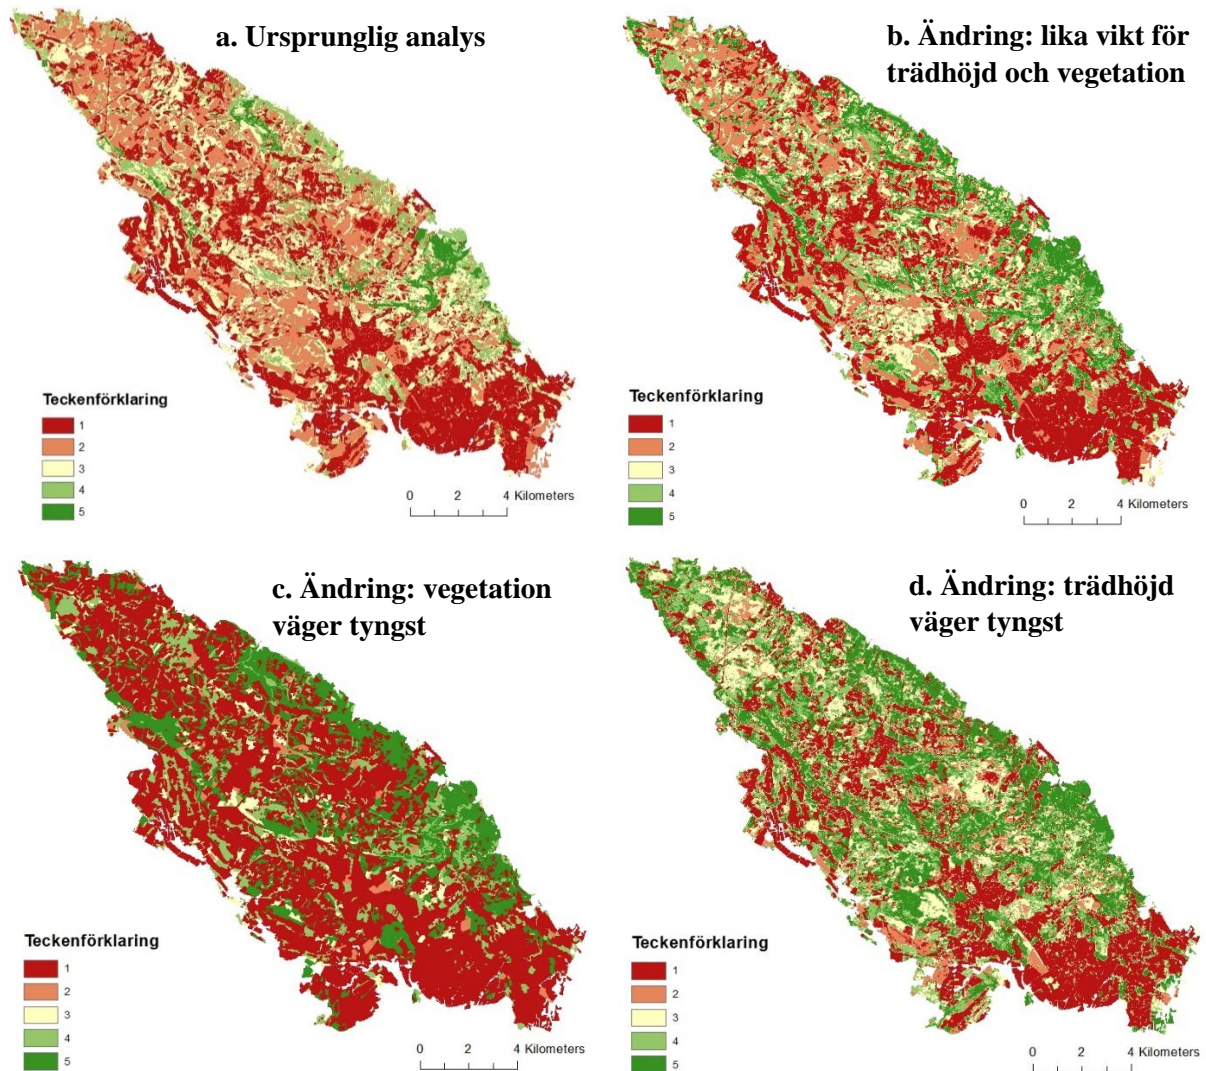 a. Ursprunglig analys
Teckenförklaring
1
2
3
4
5
0 2 4 Kilometers
b. Ändring: lika vikt för
trädhöjd och vegetation
Teckenförklaring
1
2
3
4
5
0 2 4 Kilometers
c. Ändring: vegetation
väger tyngst
Teckenförklaring
1
2
3
4
5
0 2 4 Kilometers
d. Ändring: trädhöjd
väger tyngst
Teckenförklaring
1
2
3
4
5
0 2 4 Kilometers